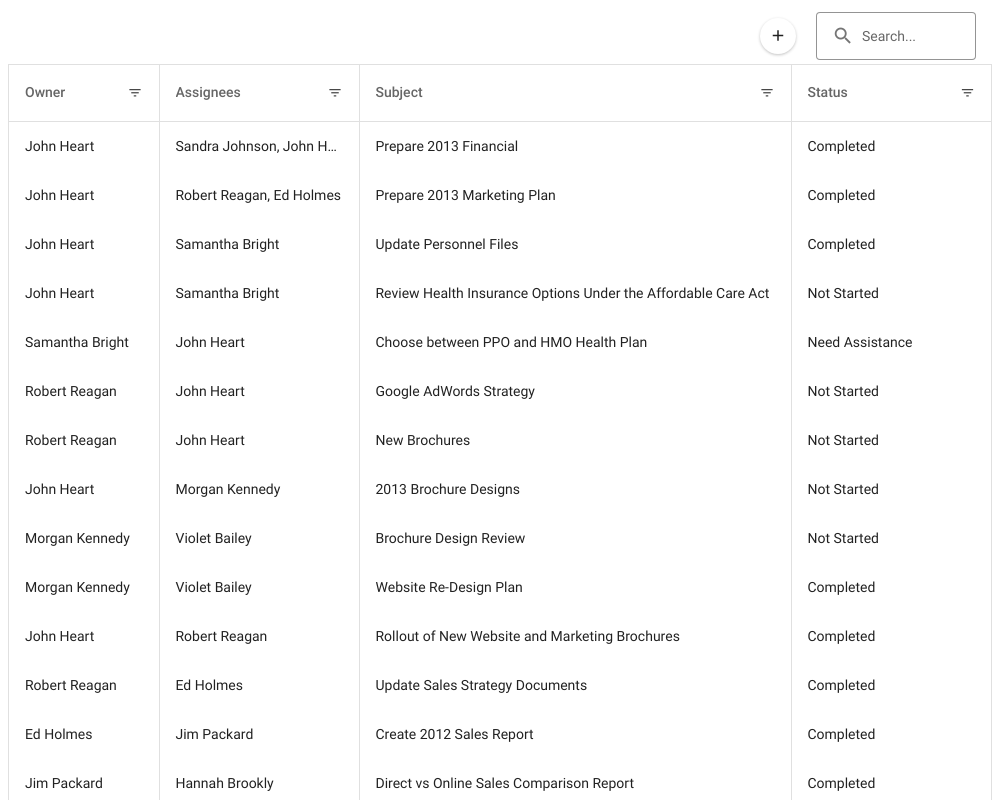 + Search...
Owner Assignees Subject Status
John Heart Sandra Johnson, John H... Prepare 2013 Financial Completed
John Heart Robert Reagan, Ed Holmes Prepare 2013 Marketing Plan Completed
John Heart Samantha Bright Update Personnel Files Completed
John Heart Samantha Bright Review Health Insurance Options Under the Affordable Care Act Not Started
Samantha Bright John Heart Choose between PPO and HMO Health Plan Need Assistance
Robert Reagan John Heart Google AdWords Strategy Not Started
Robert Reagan John Heart New Brochures Not Started
John Heart Morgan Kennedy 2013 Brochure Designs Not Started
Morgan Kennedy Violet Bailey Brochure Design Review Not Started
Morgan Kennedy Violet Bailey Website Re-Design Plan Completed
John Heart Robert Reagan Rollout of New Website and Marketing Brochures Completed
Robert Reagan Ed Holmes Update Sales Strategy Documents Completed
Ed Holmes Jim Packard Create 2012 Sales Report Completed
Jim Packard Hannah Brookly Direct vs Online Sales Comparison Report Completed